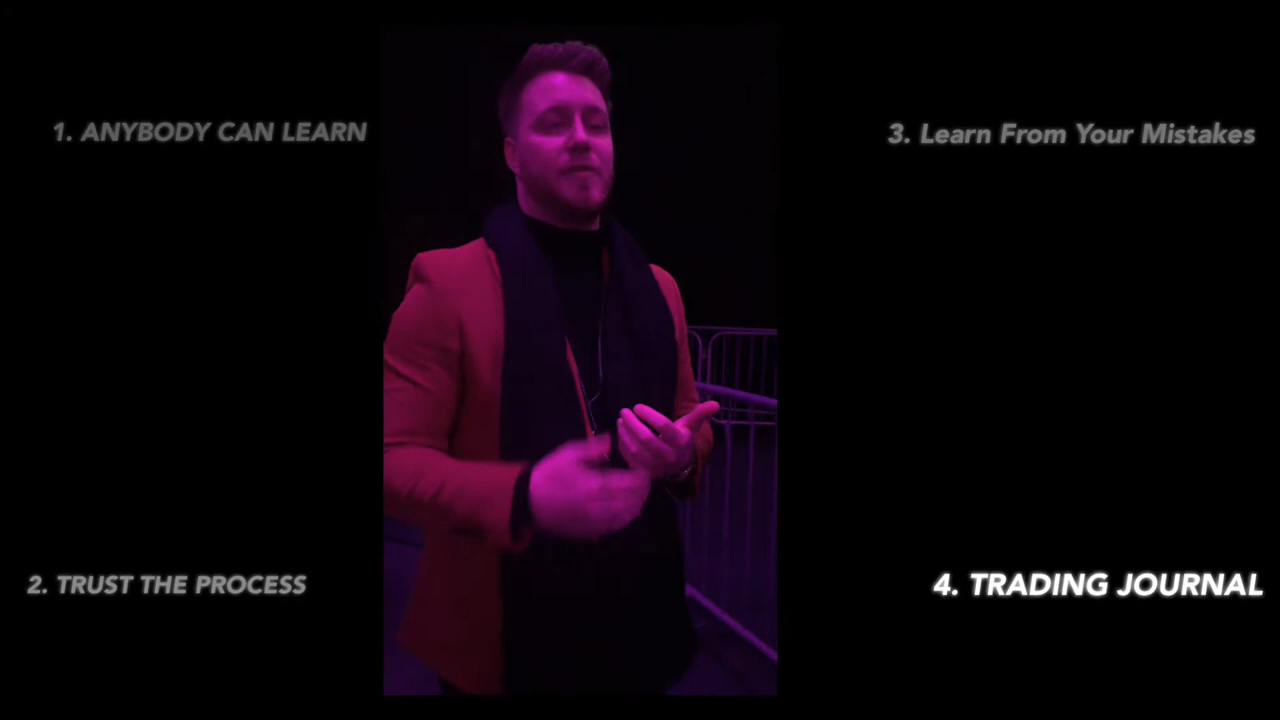 1. ANYBODY CAN LEARN
2. TRUST THE PROCESS
3. Learn From Your Mistakes
4. TRADING JOURNAL